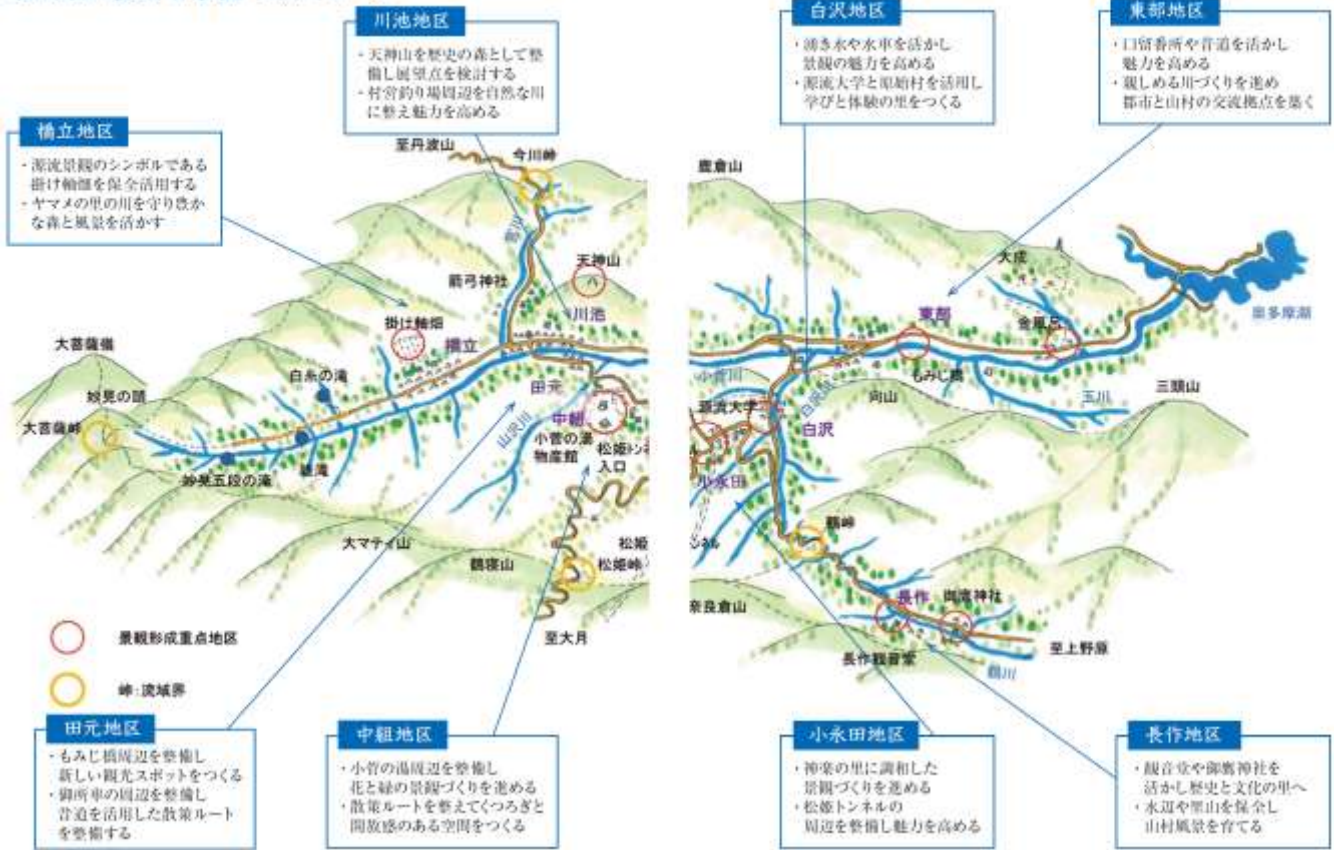 川池地区
・天神山を歴史の森として整
備し展望点を検討する
・村営釣り場周辺を自然な川
に整え魅力を高める
白沢地区
・湧き水や水車を活かし
景観の魅力を高める
・源流大学と原始村を活用し
学びと体験の里をつくる
東部地区
・口留番所や昔道を活かし
魅力を高める
・親しめる川づくりを進め
都市と山村の交流拠点を築く
橋立地区
・源流景観のシンボルである
掛け軸畑を保全活用する
・ヤマメの里の川を守り豊か
な森と風景を活かす
至丹波山
今川峠
宮川
箭弓神社
天神山
川池
掛け軸畑
橋立
大菩薩嶺
白糸の滝
妙見の頭
大菩薩峠
雄滝
妙見五段の滝
田元
中組
山沢川
小菅の湯
物産館
松姫トンネ
入口
大マテイ山
鶴寝山
松姫
松姫峠
至大月
鹿倉山
大成
東部
金風呂
奥多摩湖
小菅川
もみじ橋
玉川
三頭山
源流大学
白沢川
向山
白沢
小永田
ンネル
鶴峠
奈良倉山
長作
御鷹神社
長作観音堂
至上野原
鶴川
景観形成重点地区
峠:流域界
田元地区
・もみじ橋周辺を整備し
新しい観光スポットをつくる
・御所車の周辺を整備し
昔道を活用した散策ルート
を整備する
中組地区
・小菅の湯周辺を整備し
花と緑の景観づくりを進める
・散策ルートを整えてくつろぎと
開放感のある空間をつくる
小永田地区
・神楽の里に調和した
景観づくりを進める
・松姫トンネルの
周辺を整備し魅力を高める
長作地区
・観音堂や御鷹神社を
活かし歴史と文化の里へ
・水辺や里山を保全し
山村風景を育てる